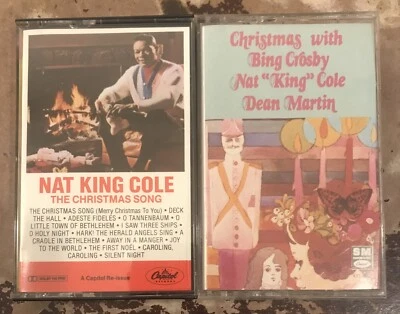 NAT KING COLE
THE CHRISTMAS SONG
THE CHRISTMAS SONG (Merry Christmas To You) • DECK
THE HALL • ADESTE FIDELES • O TANNENBAUM • O
LITTLE TOWN OF BETHLEHEM • I SAW THREE SHIPS •
O HOLY NIGHT • HARK! THE HERALD ANGELS SING • A
CRADLE IN BETHLEHEM • AWAY IN A MANGER • JOY
TO THE WORLD • THE FIRST NOEL • CAROLING,
CAROLING • SILENT NIGHT
A Capitol Re-issue
Capitol
Christmas with
Bing Crosby
Nat "King" Cole
Dean Martin
SM